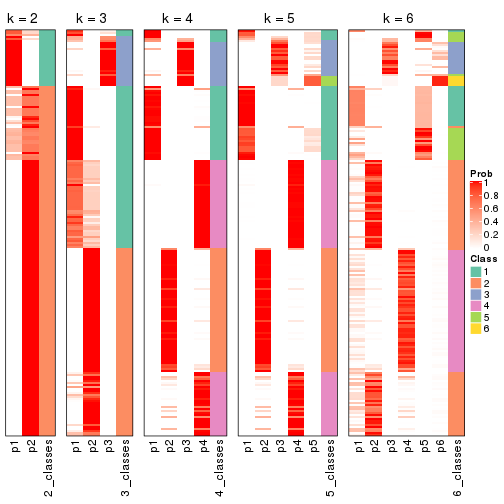 k = 2
k = 3
k = 4
k = 5
k = 6
Prob
1
0.8
0.6
0.4
0.2
0
Class
1
2
3
4
5
6
p1
p2
2_classes
p1
p2
p3
3_classes
p1
p2
p3
p4
4_classes
p1
p2
p3
p4
p5
5_classes
p1
p2
p3
p4
p5
p6
6_classes